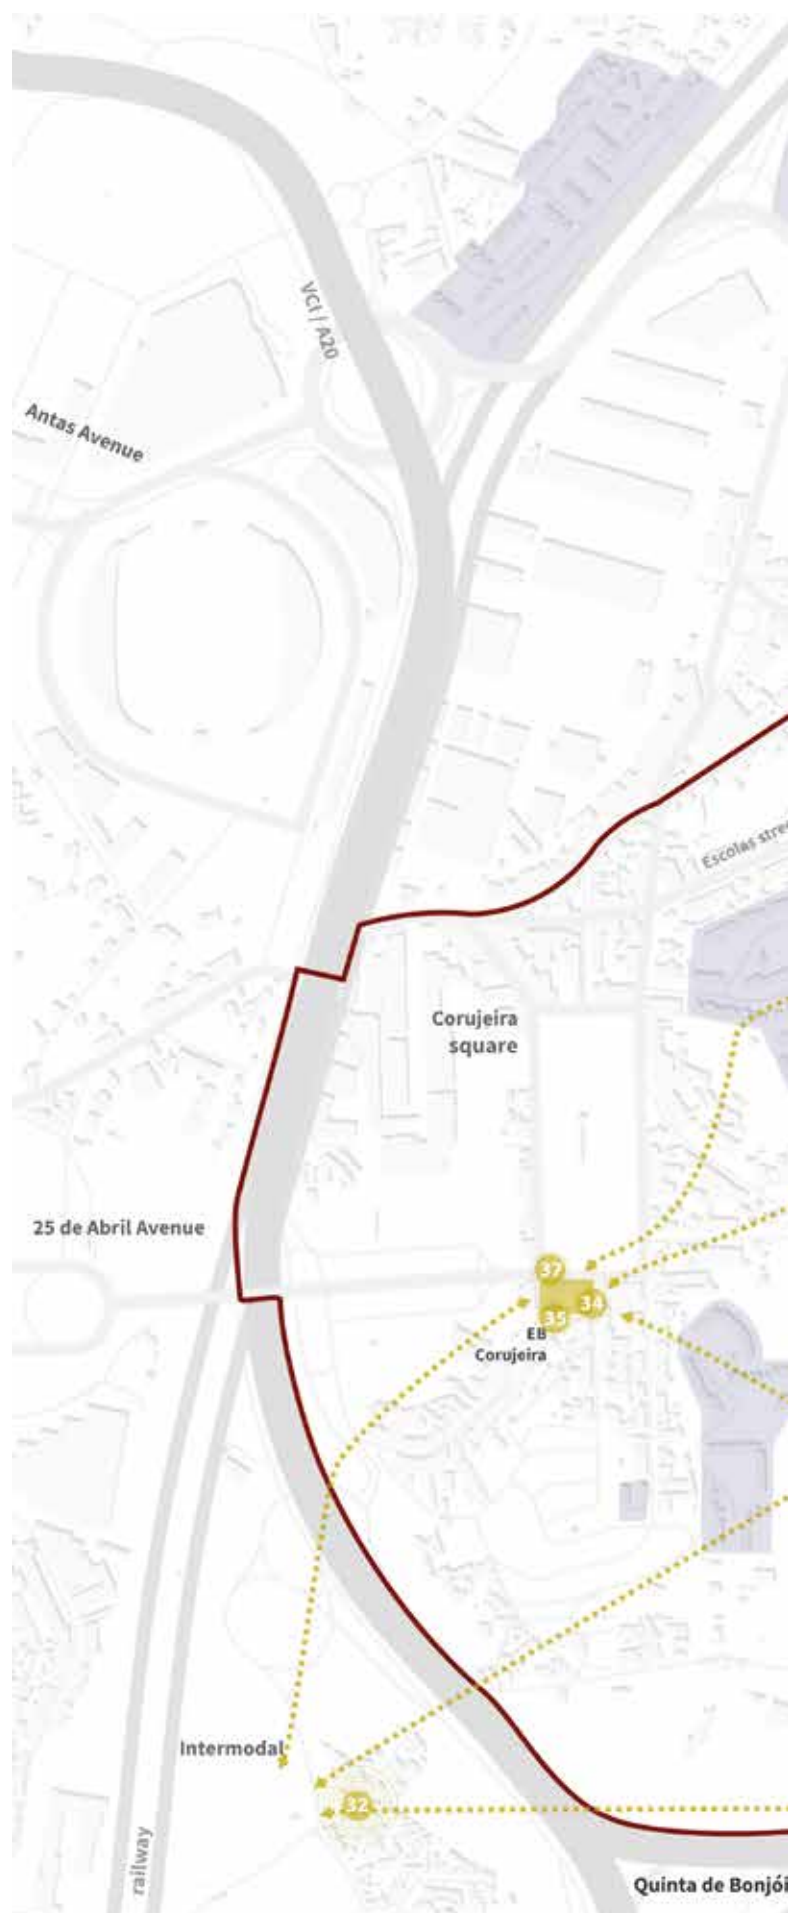 VCI / A20
Antas Avenue
Escolas stree
Corujeira
square
25 de Abril Avenue
37
34
35
EB
Corujeira
Intermodal
32
railway
Quinta de Bonjói